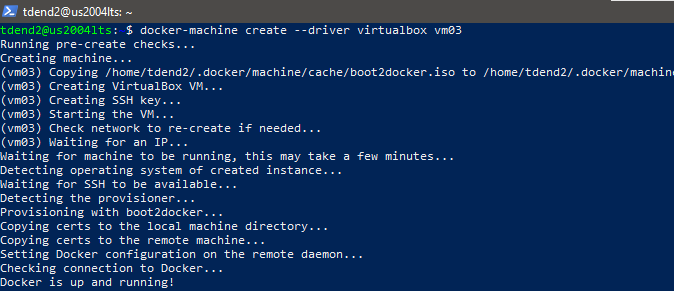 tdend2@us2004lts: ~
tdend2@us2004lts:~$ docker-machine create --driver virtualbox vm03
Running pre-create checks...
Creating machine...
(vm03) Copying /home/tdend2/.docker/machine/cache/boot2docker.iso to /home/tdend2/.docker/machine
(vm03) Creating VirtualBox VM...
(vm03) Creating SSH key...
(vm03) Starting the VM...
(vm03) Check network to re-create if needed...
(vm03) Waiting for an IP...
Waiting for machine to be running, this may take a few minutes...
Detecting operating system of created instance...
Waiting for SSH to be available...
Detecting the provisioner...
Provisioning with boot2docker...
Copying certs to the local machine directory...
Copying certs to the remote machine...
Setting Docker configuration on the remote daemon...
Checking connection to Docker...
Docker is up and running!